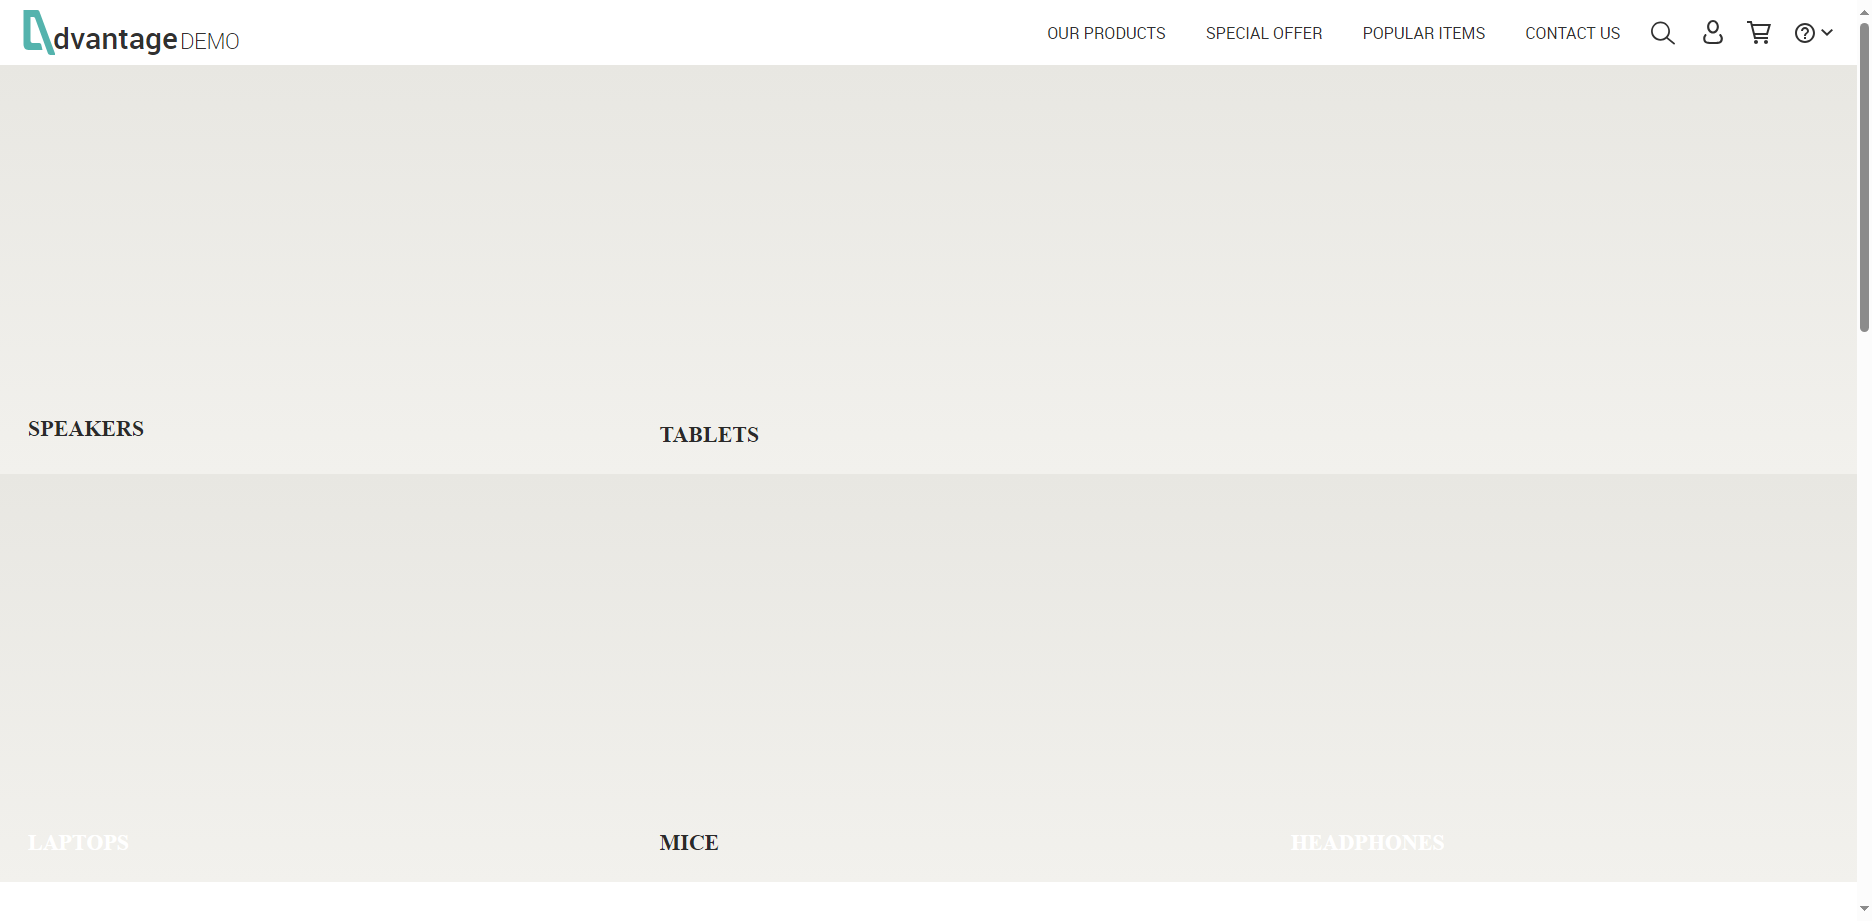 dvantage DEMO
OUR PRODUCTS SPECIAL OFFER POPULAR ITEMS CONTACT US
SPEAKERS
TABLETS
LAPTOPS
MICE
HEADPHONES